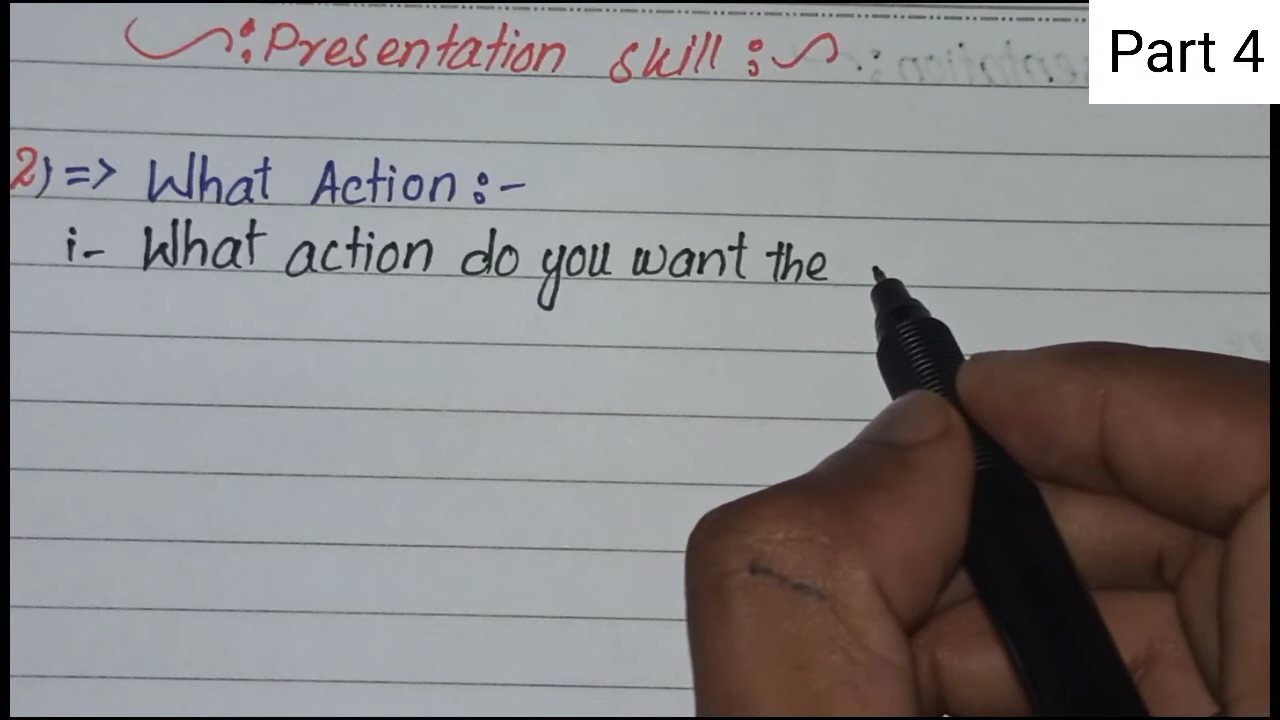 :Presentation skill:
Part 4
2) => What Action:-
i- What action do you want the